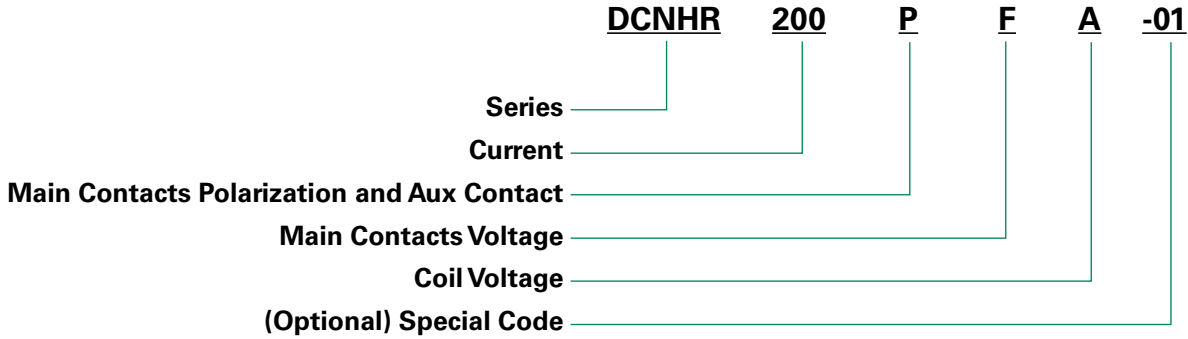 DCNHR 200 P F A -01
Series
Current
Main Contacts Polarization and Aux Contact
Main Contacts Voltage
Coil Voltage
(Optional) Special Code